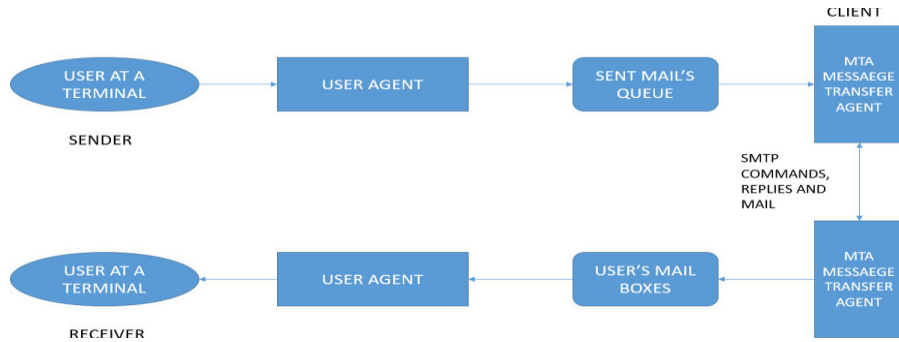 CLIENT
USER AT A
TERMINAL
USER AGENT
SENT MAIL'S
QUEUE
MTA
MESSAEGE
TRANSFER
AGENT
SENDER
SMTP
COMMANDS,
REPLIES AND
MAIL
USER AT A
TERMINAL
USER AGENT
USER'S MAIL
BOXES
MTA
MESSAEGE
TRANSFER
AGENT
RECEIVER